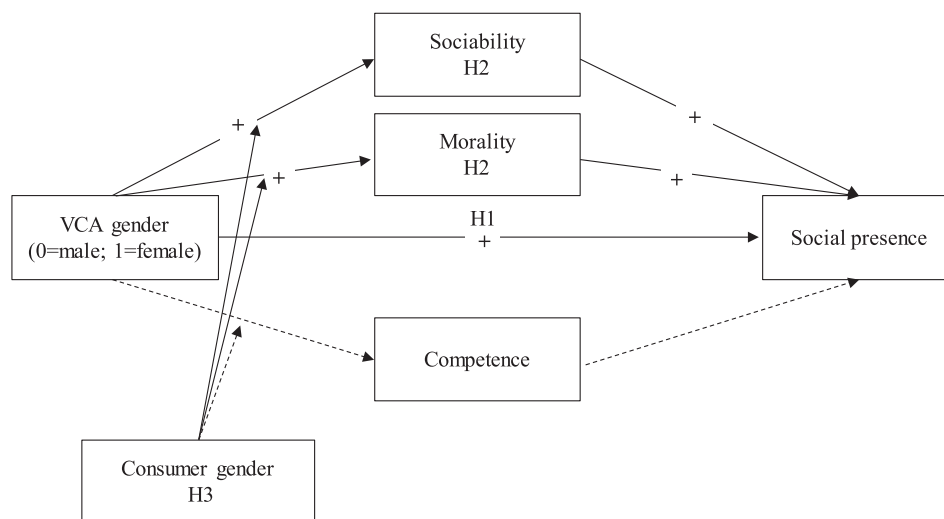 Sociability
H2
+
+
Morality
H2
+
+
VCA gender
(0=male; 1=female)
H1
+
Social presence
Competence
Consumer gender
H3